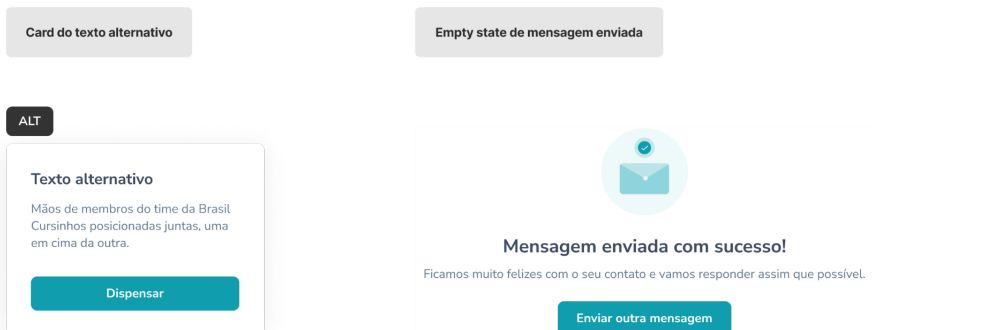 Card do texto alternativo
Empty state de mensagem enviada
ALT
Texto alternativo
Mãos de membros do time da Brasil
Cursinhos posicionadas juntas, uma
em cima da outra.
Dispensar
Mensagem enviada com sucesso!
Ficamos muito felizes com o seu contato e vamos responder assim que possível.
Enviar outra mensagem